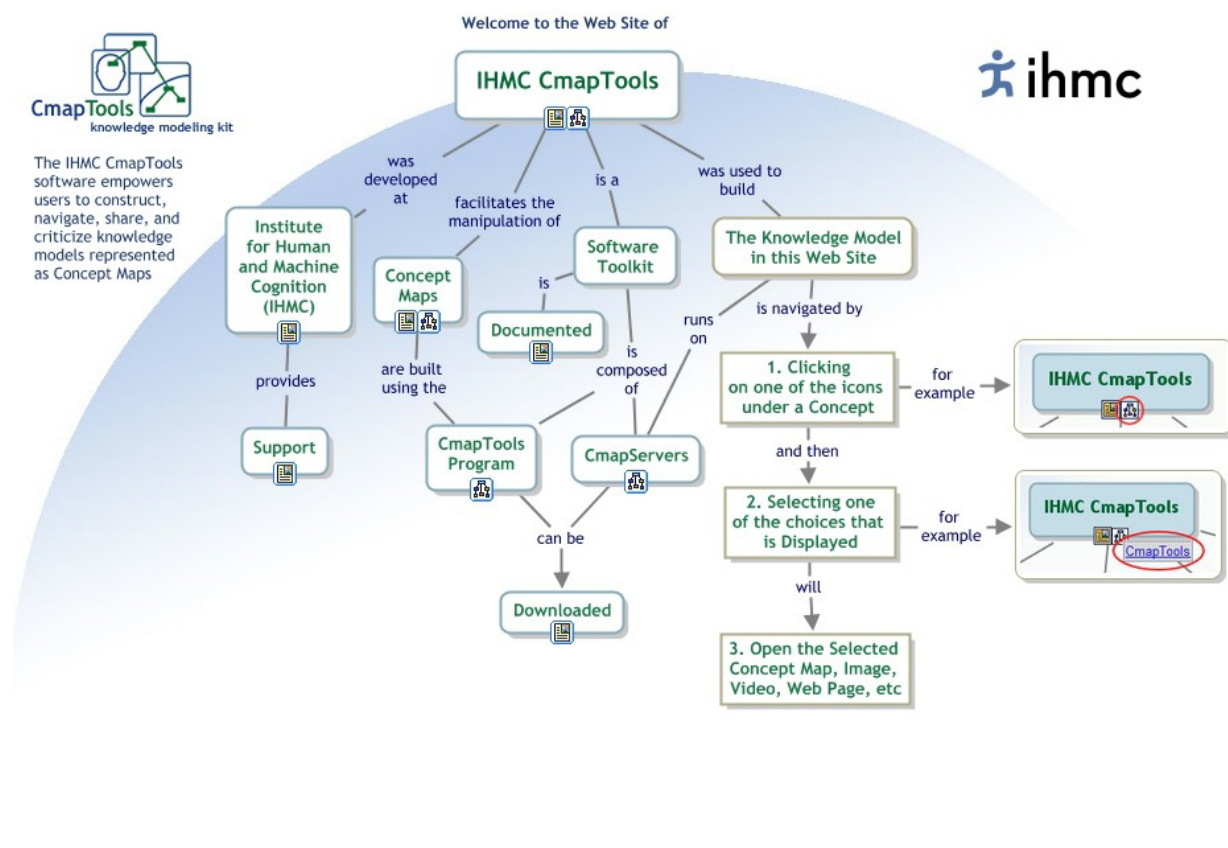 Welcome to the Web Site of
IHMC CmapTools
ihmc
CmapTools
knowledge modeling kit
The IHMC CmapTools
software empowers
users to construct,
navigate, share, and
criticize knowledge
models represented
as Concept Maps
was
developed
at
facilitates the
manipulation of
is a
was used to
build
Institute
for Human
and Machine
Cognition
(IHMC)
Concept
Maps
Software
Toolkit
The Knowledge Model
in this Web Site
is
Documented
runs
on
is navigated by
provides
are built
using the
is
composed
of
1. Clicking
on one of the icons
under a Concept
for
example
IHMC CmapTools
Support
CmapTools
Program
CmapServers
and then
2. Selecting one
of the choices that
is Displayed
for
example
IHMC CmapTools
CmapTools
can be
will
Downloaded
3. Open the Selected
Concept Map, Image,
Video, Web Page, etc